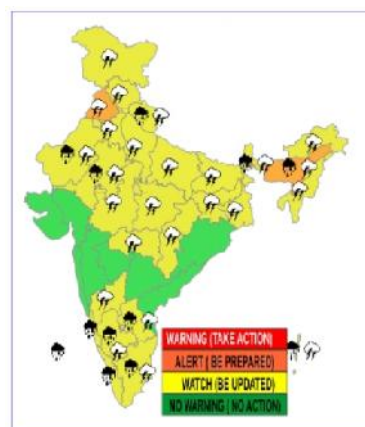 WARNING (TAKE ACTION)
ALERT ( BE PREPARED)
WATCH (BE UPDATED)
NO WARNING ( NO ACTION)